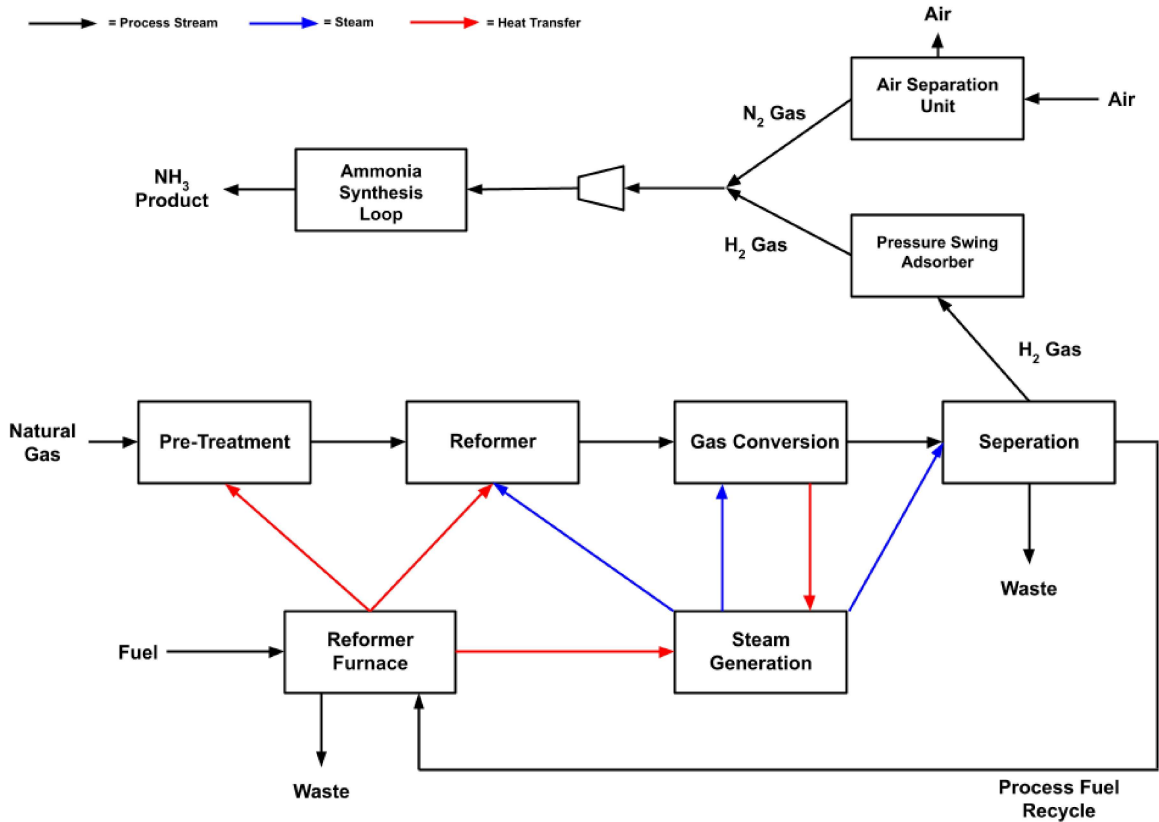 = Process Stream
= Steam
= Heat Transfer
Air
Air Separation
Unit
Air
N2 Gas
Ammonia
Synthesis
Loop
NH3
Product
H2 Gas
Pressure Swing
Adsorber
H2 Gas
Natural
Gas
Pre-Treatment
Reformer
Gas Conversion
Seperation
Waste
Fuel
Reformer
Furnace
Steam
Generation
Waste
Process Fuel
Recycle